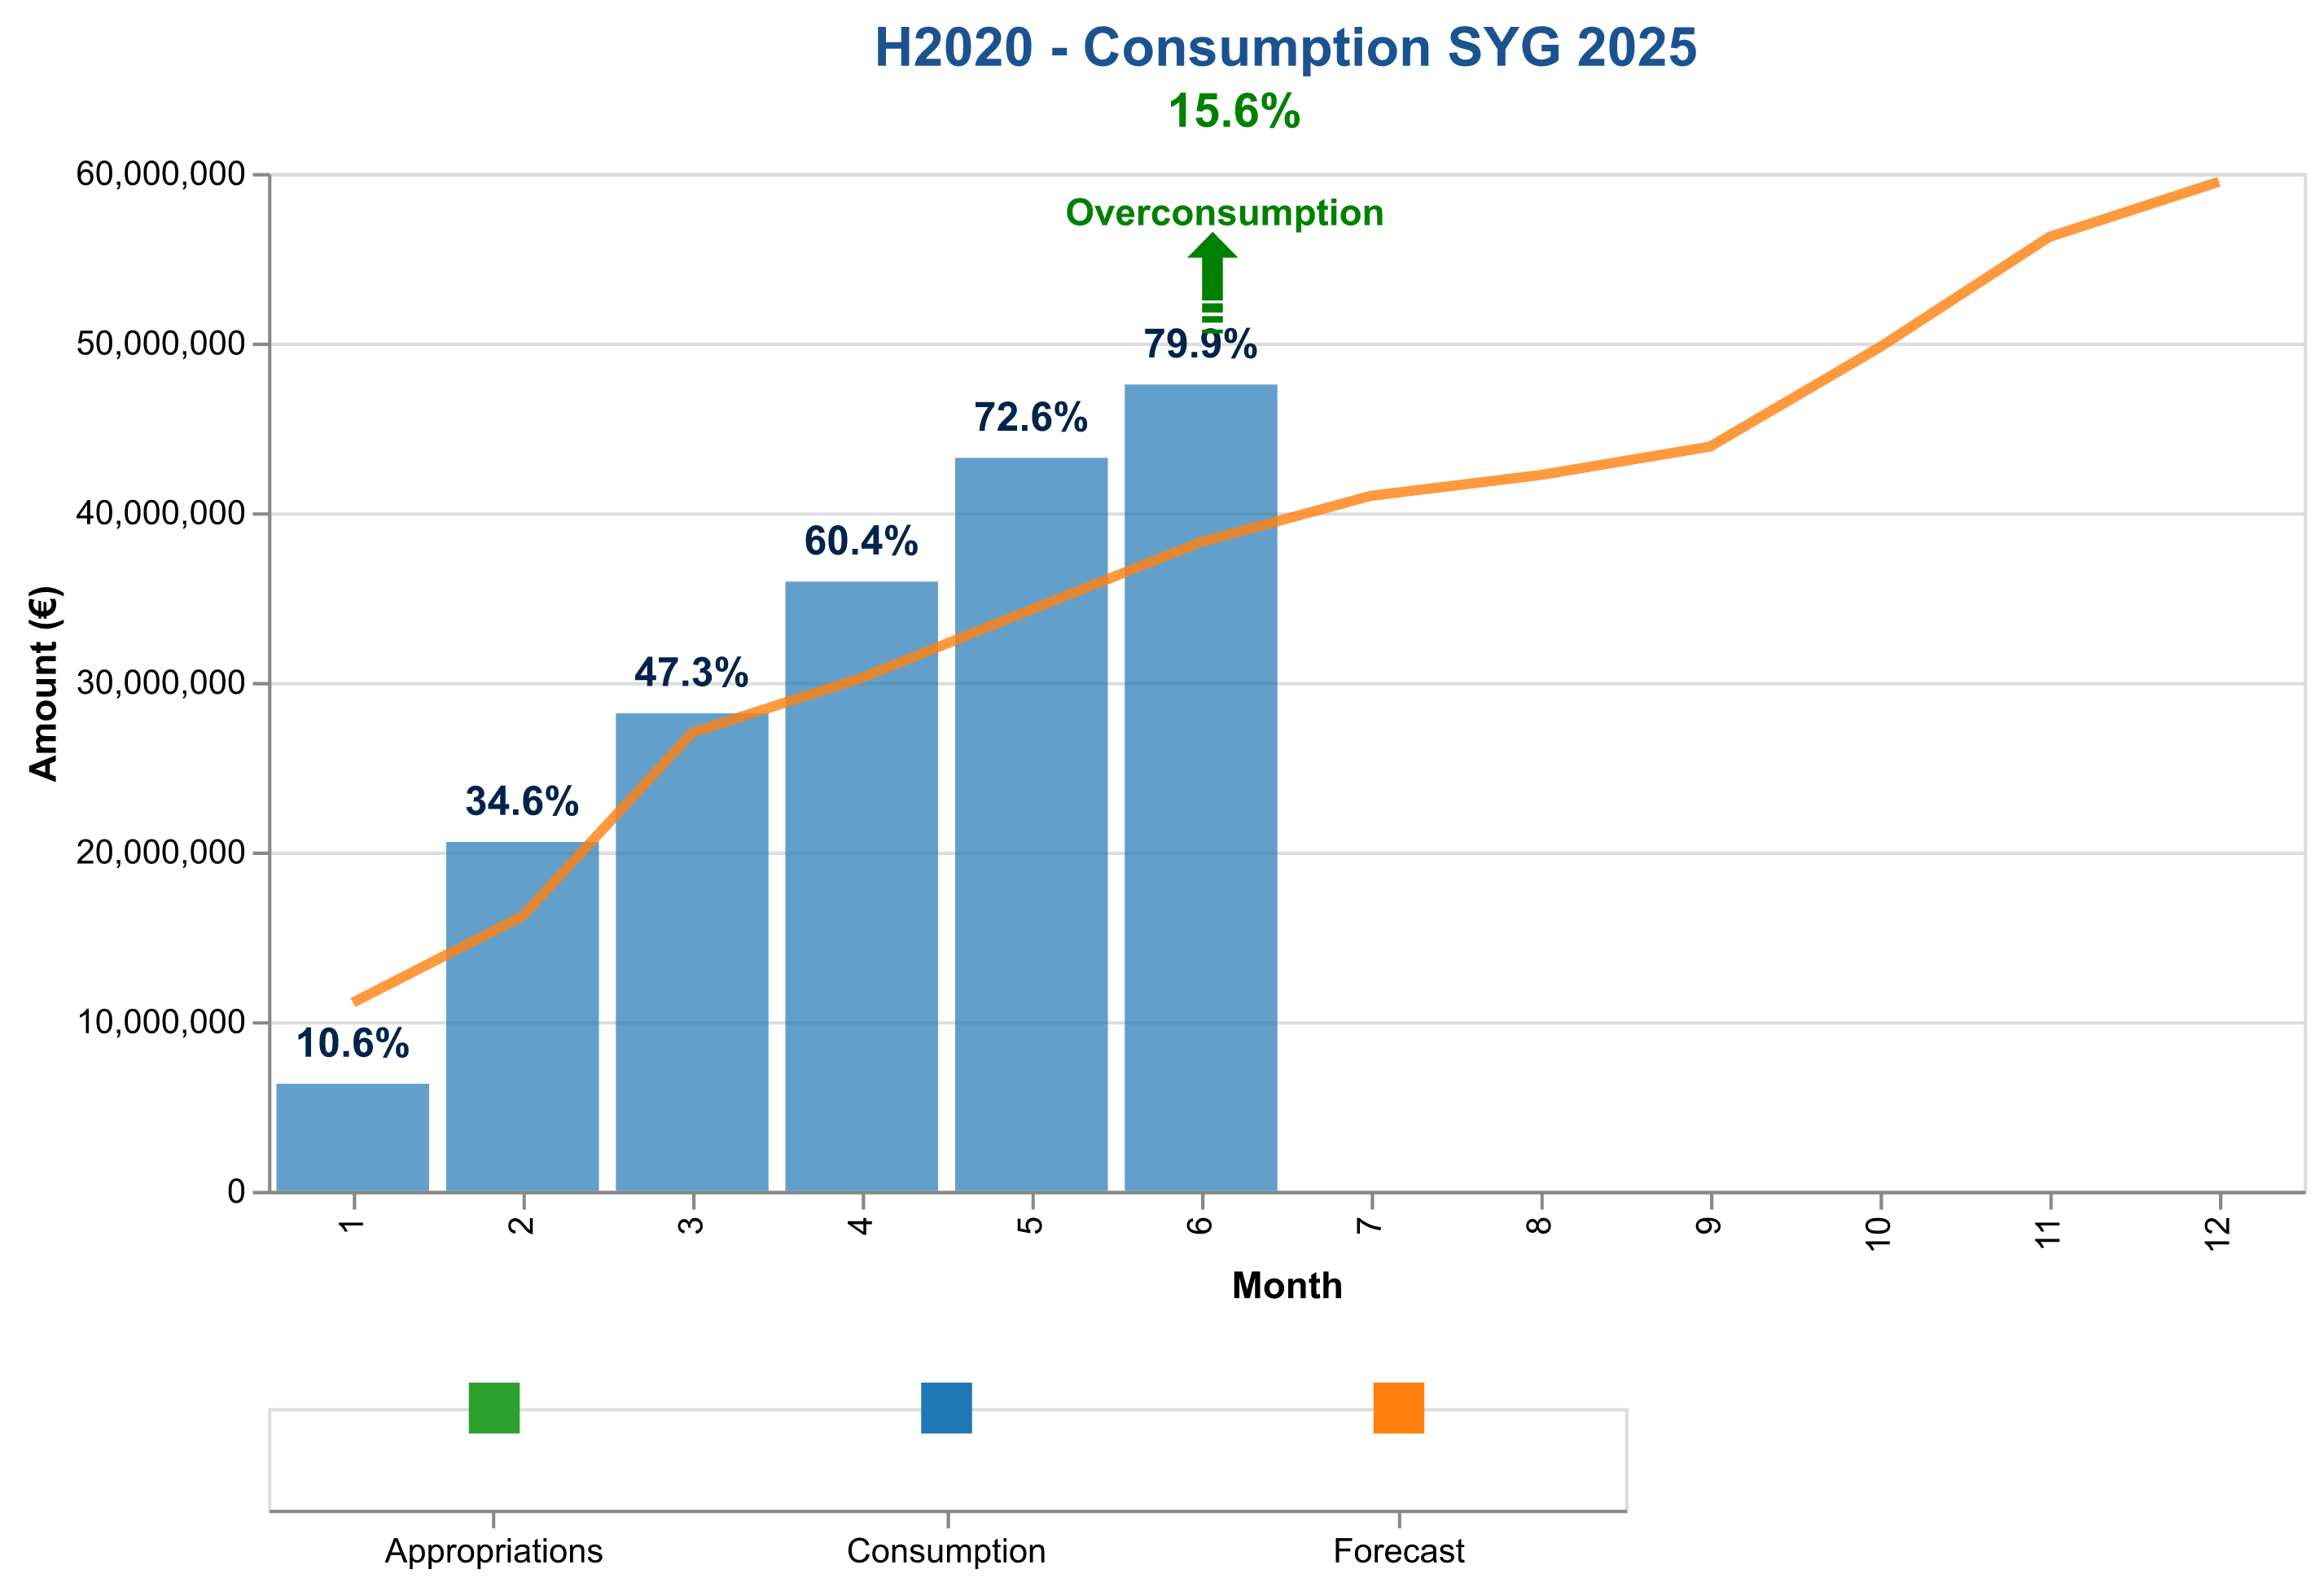 H2020 - Consumption SYG 2025
15.6%
60,000,000
Overconsumption
50,000,000
79.9%
72.6%
40,000,000
60.4%
30,000,000
47.3%
34.6%
20,000,000
10,000,000
10.6%
0
Amount (€)
1 2 3 4 5 6 7 8 9 10 11 12
Month
Appropriations Consumption Forecast